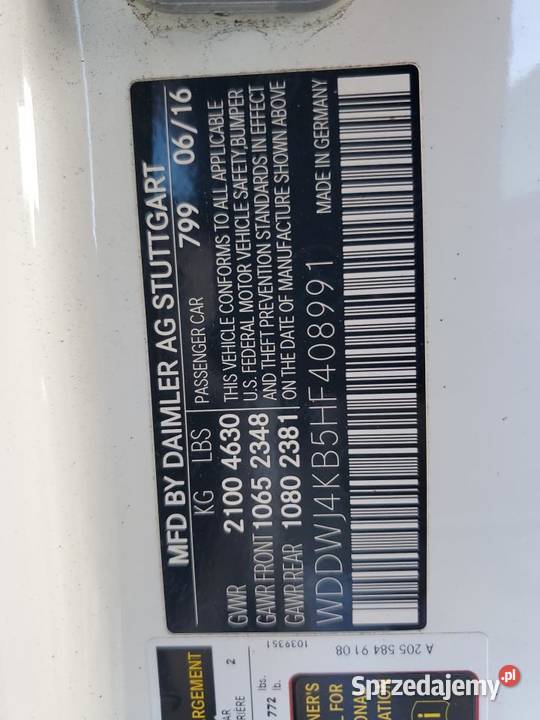 MFD BY DAIMLER AG STUTTGART
KG LBS PASSENGER CAR 799 06/16
GVWR 2100 4630 THIS VEHICLE CONFORMS TO ALL APPLICABLE
GAWR FRONT 1065 2348 U.S. FEDERAL MOTOR VEHICLE SAFETY,BUMPER
AND THEFT PREVENTION STANDARDS IN EFFECT
GAWR REAR 1080 2381 ON THE DATE OF MANUFACTURE SHOWN ABOVE
WDDWJ4KB5HF408991 MADE IN GERMANY
1039351
A 205 584 91 08
2
772 lb.
lbs.
Sprzedajemy.pl